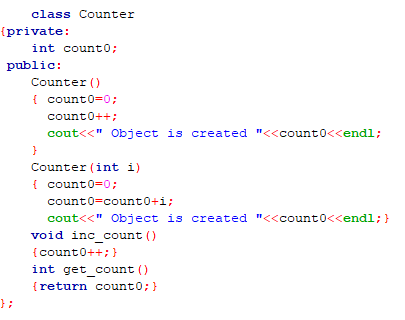 class Counter
{private:
int count0;
public:
Counter()
{ count0=0;
count0++;
cout<<" Object is created "<<count0<<endl;
}
Counter(int i)
{ count0=0;
count0=count0+i;
cout<<" Object is created "<<count0<<endl;}
void inc_count()
{count0++;}
int get_count()
{return count0;}
};